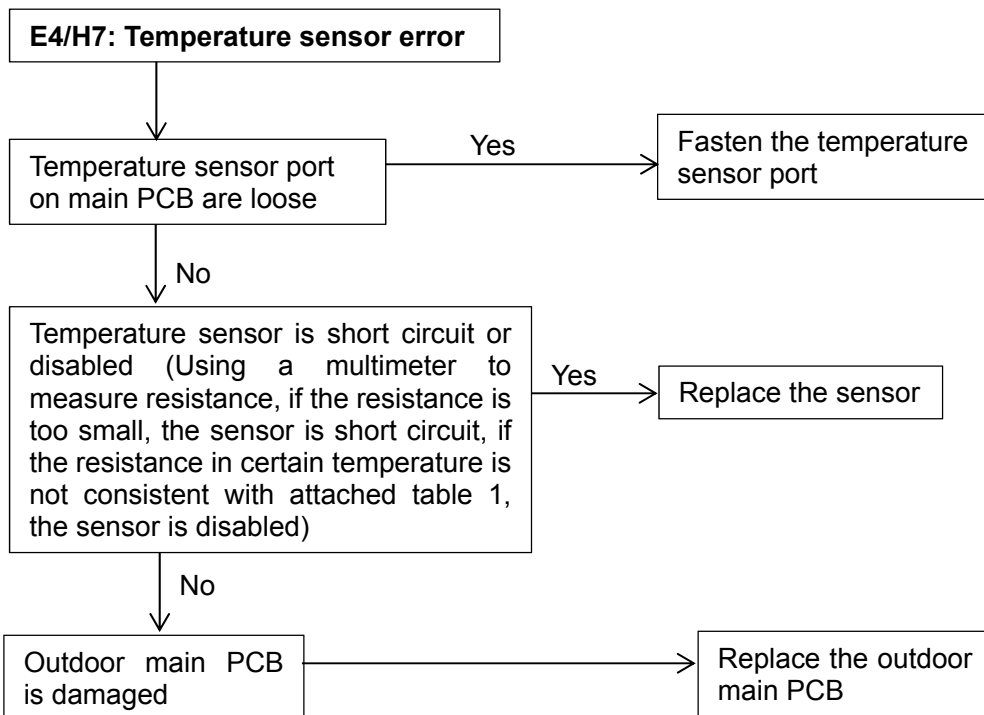 E4/H7: Temperature sensor error
Temperature sensor port
on main PCB are loose
Yes
Fasten the temperature
sensor port
No
Temperature sensor is short circuit or
disabled (Using a multimeter to
measure resistance, if the resistance is
too small, the sensor is short circuit, if
the resistance in certain temperature is
not consistent with attached table 1,
the sensor is disabled)
Yes
Replace the sensor
No
Outdoor main PCB
is damaged
Replace the outdoor
main PCB